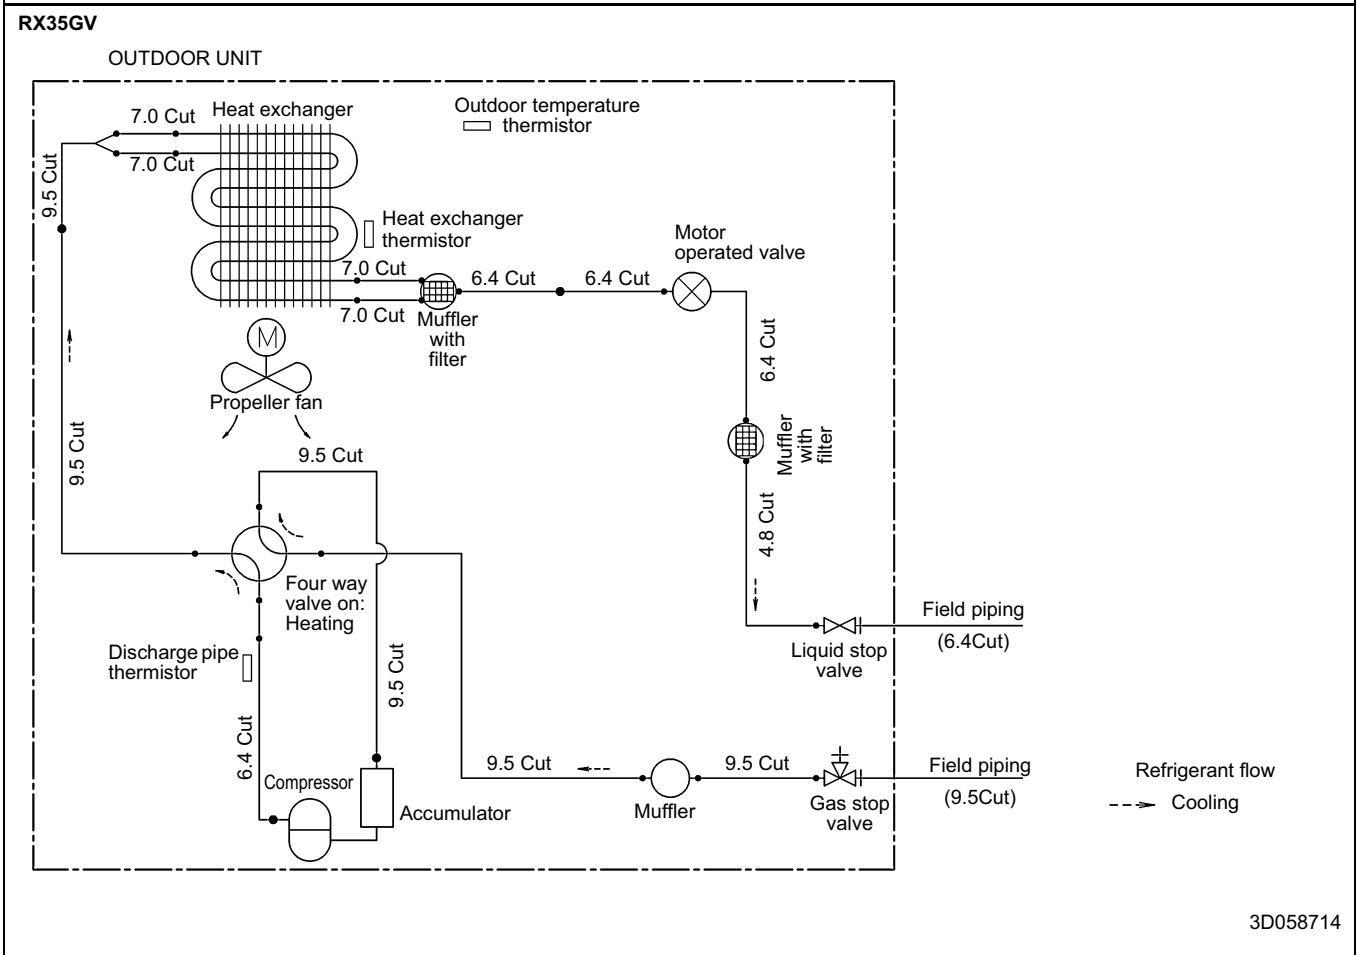 RX35GV
OUTDOOR UNIT
7.0 Cut
Heat exchanger
Outdoor temperature
thermistor
7.0 Cut
9.5 Cut
Heat exchanger
thermistor
Motor
operated valve
7.0 Cut
6.4 Cut
6.4 Cut
7.0 Cut
Muffler
with
filter
M
6.4 Cut
Propeller fan
9.5 Cut
9.5 Cut
Muffler
with
filter
4.8 Cut
Four way
valve on:
Heating
Field piping
(6.4Cut)
Liquid stop
valve
Discharge pipe
thermistor
9.5 Cut
6.4 Cut
Compressor
Accumulator
9.5 Cut
9.5 Cut
Muffler
Gas stop
valve
Field piping
(9.5Cut)
Refrigerant flow
Cooling
3D058714